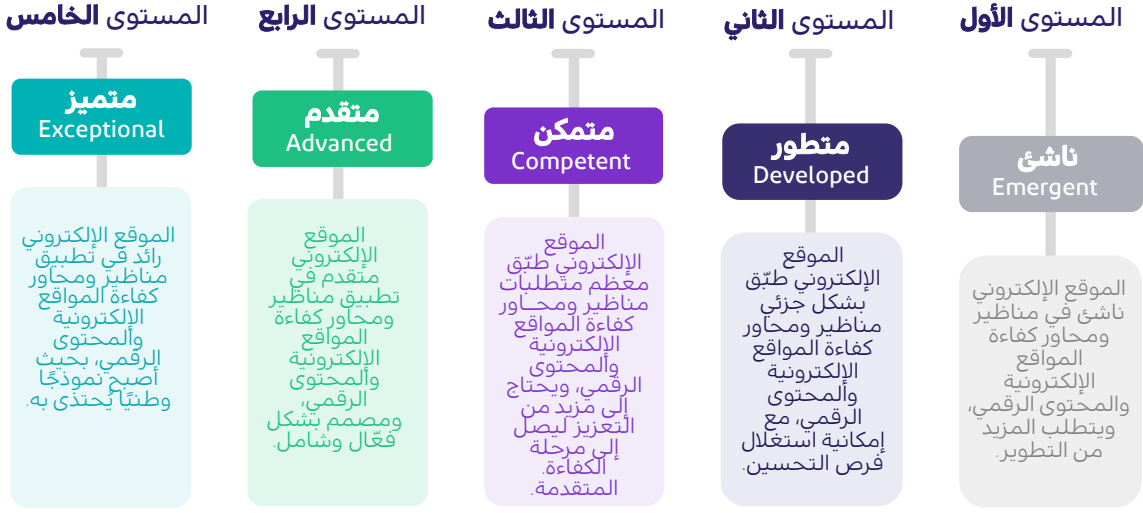 المستوى الأول
ناشئ
Emergent
الموقع الإلكتروني
ناشئ في مناظير
ومحاور كفاءة
المواقع
الإلكترونية
والمحتوى الرقمي،
ويتطلب المزيد
من التطوير.
المستوى الثاني
متطور
Developed
الموقع
الإلكتروني طبّق
بشكل جزئي
مناظير ومحاور
كفاءة المواقع
الإلكترونية
والمحتوى
الرقمي، مع
إمكانية استغلال
فرص التحسين.
المستوى الثالث
متمكن
Competent
الموقع
الإلكتروني طبّق
معظم متطلبات
مناظير ومحــاور
كفاءة المواقع
الإلكترونية
والمحتوى
الرقمي، ويحتاج
إلى مزيد من
التعزيز ليصل
إلى مرحلة
الكفاءة.
المتقدمة.
المستوى الرابع
متقدم
Advanced
الموقع
الإلكتروني
متقدم في
تطبيق مناظير
ومحاور كفاءة
المواقع
الإلكترونية
والمحتوى
الرقمي،
ومصمم بشكل
فعّال وشامل.
المستوى الخامس
متميز
Exceptional
الموقع الإلكتروني
رائد في تطبيق
مناظير ومحاور
كفاءة المواقع
الإلكترونية
والمحتوى
الرقمي، بحيث
أصبح نموذجًا
وطنيًا يُحتذى به.